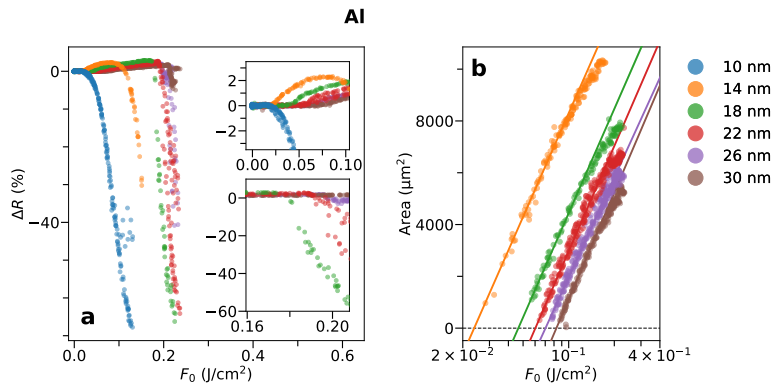 Al
a
ΔR (%)
0
−40
0.0
0.2
0.4
0.6
F₀ (J/cm²)
2
0
−2
0.00
0.05
0.10
0
−20
−40
−60
0.16
0.20
b
Area (µm²)
8000
4000
0
2 × 10⁻²
10⁻¹
4 × 10⁻¹
F₀ (J/cm²)
10 nm
14 nm
18 nm
22 nm
26 nm
30 nm